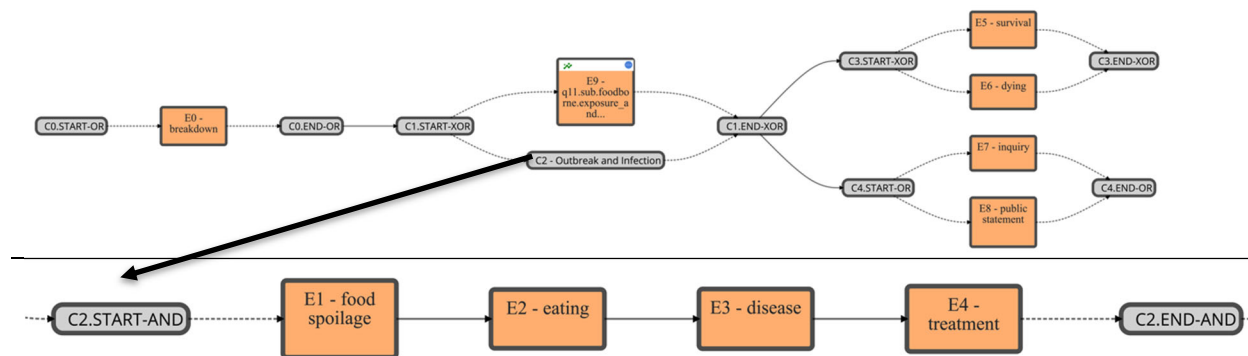 E5 - survival
C3.START-XOR
C3.END-XOR
E6 - dying
E9 -
q11.sub.foodbo
rne.exposure_a
nd...
C0.START-OR
E0 -
breakdown
C0.END-OR
C1.START-XOR
C1.END-XOR
C2 - Outbreak and Infection
E7 - inquiry
C4.START-OR
C4.END-OR
E8 - public
statement
C2.START-AND
E1 - food
spoilage
E2 - eating
E3 - disease
E4 -
treatment
C2.END-AND